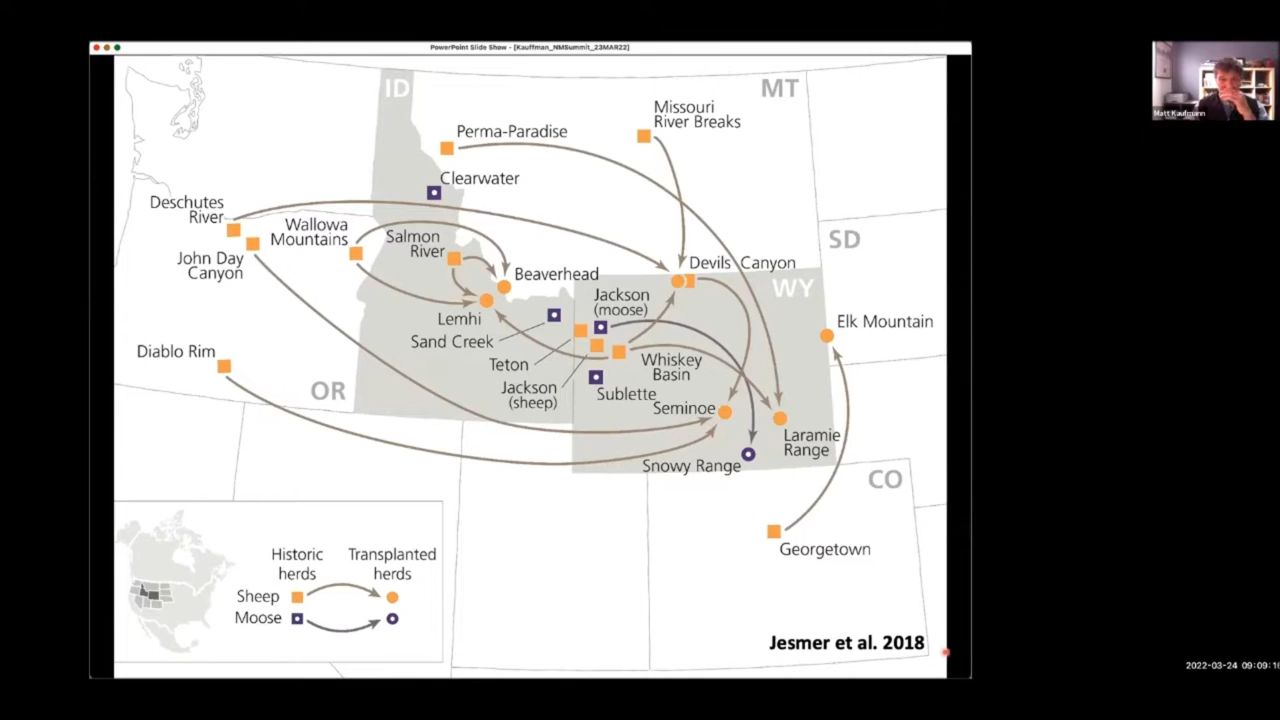 PowerPoint Slide Show - [Kauffman_NMSummit_23MAR22]
ID
MT
Missouri
River Breaks
Perma-Paradise
Clearwater
Deschutes
River
Wallowa
Mountains
Salmon
River
SD
John Day
Canyon
Devils Canyon
Beaverhead
WY
Jackson
(moose)
Lemhi
Elk Mountain
Sand Creek
Diablo Rim
Teton
Whiskey
Basin
OR
Jackson
(sheep)
Sublette
Seminoe
Laramie
Range
Snowy Range
CO
Georgetown
Historic
herds
Transplanted
herds
Sheep
Moose
Jesmer et al. 2018
Matt Kaufmann
2022-03-24 09:09:16